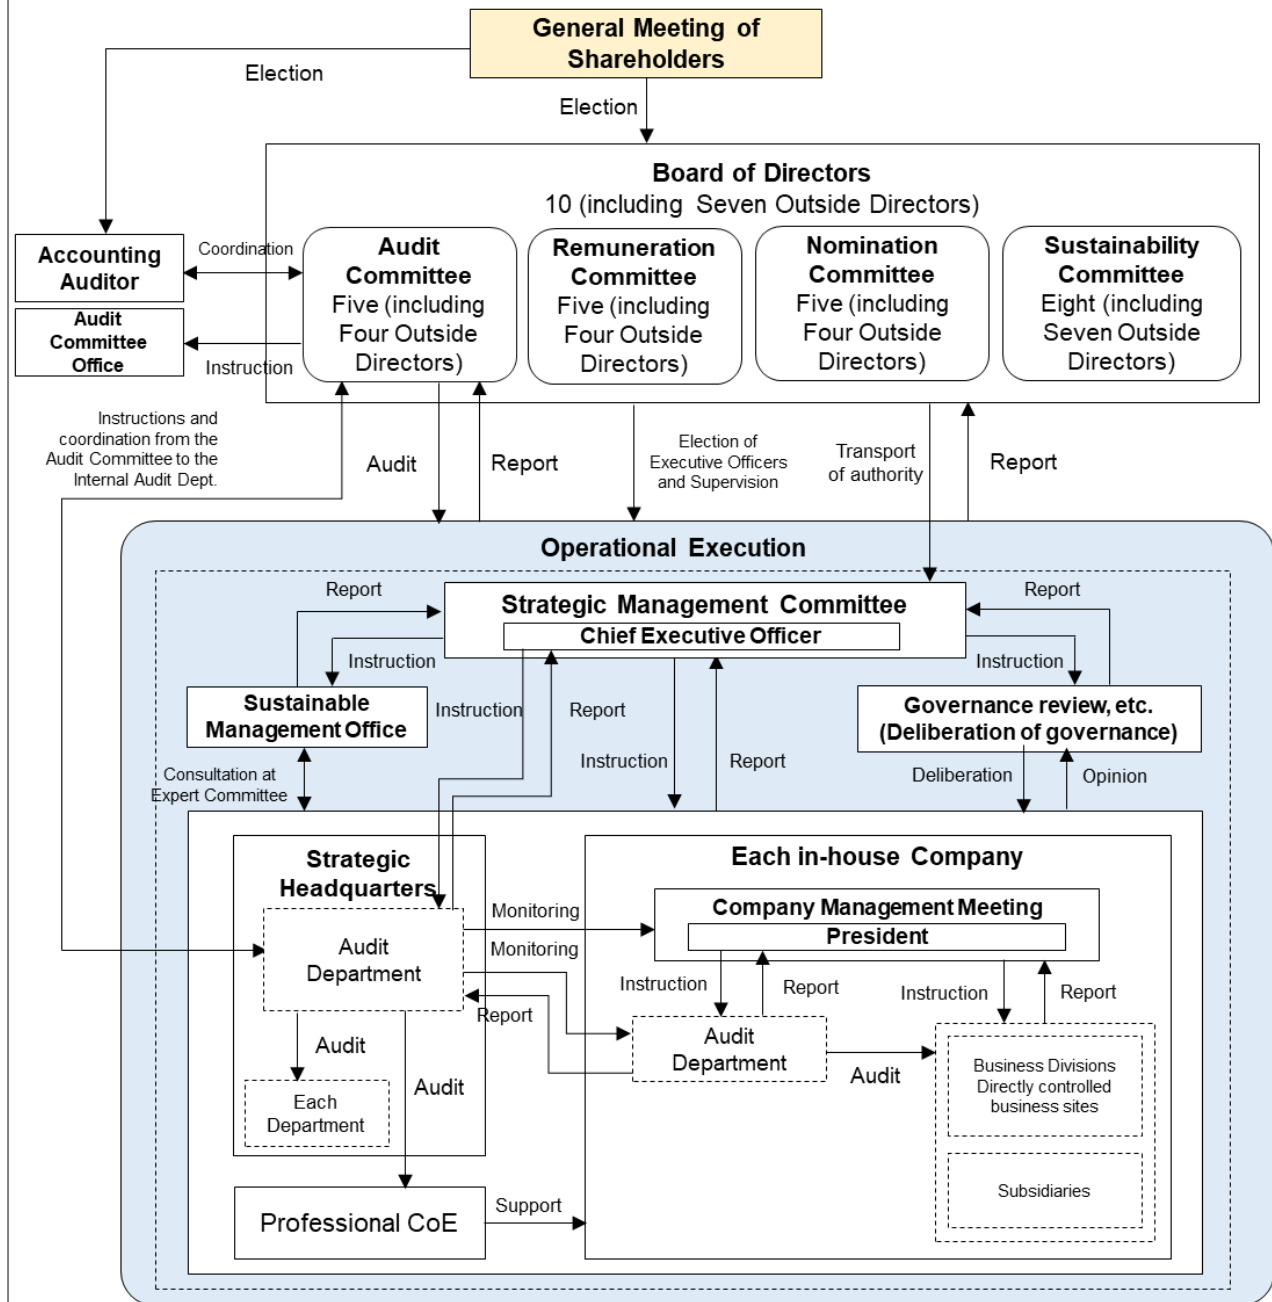 General Meeting of
Shareholders
Election
Election
Board of Directors
10 (including Seven Outside Directors)
Accounting
Auditor
Coordination
Audit
Committee
Five (including
Four Outside
Directors)
Remuneration
Committee
Five (including
Four Outside
Directors)
Nomination
Committee
Five (including
Four Outside
Directors)
Sustainability
Committee
Eight (including
Seven Outside
Directors)
Audit
Committee
Office
Instruction
Instructions and
coordination from the
Audit Committee to the
Internal Audit Dept.
Audit
Report
Election of
Executive Officers
and Supervision
Transport
of authority
Report
Operational Execution
Report
Strategic Management Committee
Chief Executive Officer
Report
Instruction
Instruction
Sustainable
Management Office
Instruction
Report
Governance review, etc.
(Deliberation of governance)
Instruction
Report
Consultation at
Expert Committee
Deliberation
Opinion
Strategic
Headquarters
Each in-house Company
Monitoring
Company Management Meeting
President
Audit
Department
Monitoring
Report
Instruction
Report
Instruction
Report
Audit
Department
Audit
Business Divisions
Directly controlled
business sites
Subsidiaries
Audit
Audit
Each
Department
Professional CoE
Support